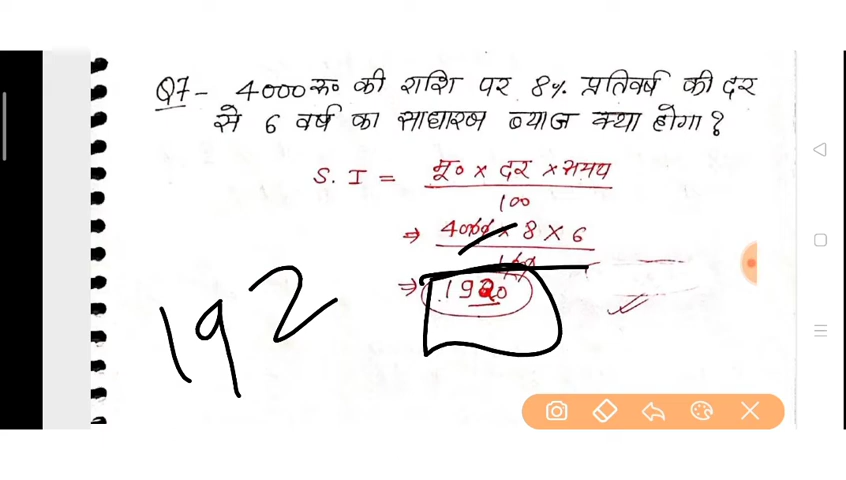 Q7- 4000 रु० की राशि पर 8% प्रतिवर्ष की दर
से 6 वर्ष का साधारण ब्याज क्या होगा?
S. I = मू० × दर × समय
100
⇒ 4000 × 8 × 6
100
⇒ 1920
192